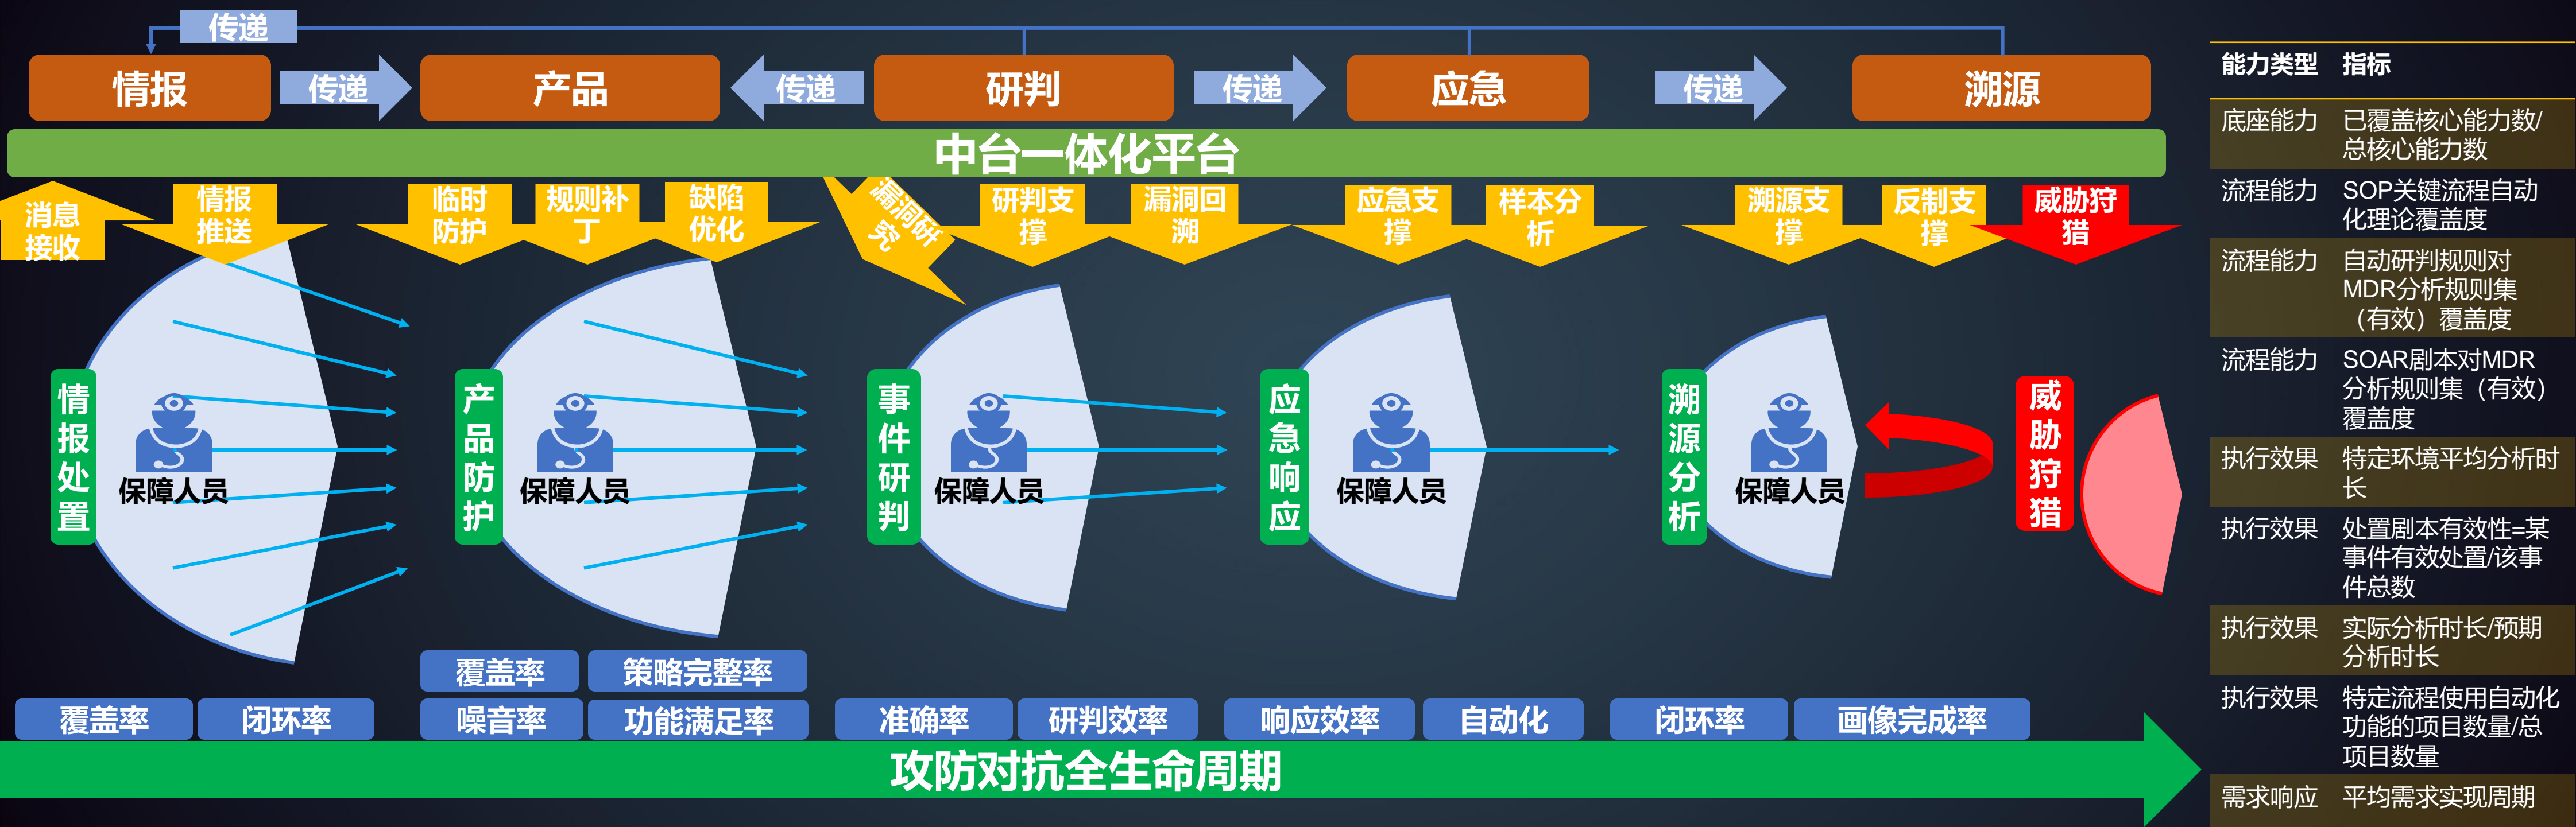 传递
情报
传递
产品
传递
研判
传递
应急
传递
溯源
中台一体化平台
消息
接收
情报
推送
临时
防护
规则补
丁
缺陷
优化
漏洞研
究
研判支
撑
漏洞回
溯
应急支
撑
样本分
析
溯源支
撑
反制支
撑
威胁狩
猎
情报处置
保障人员
产品防护
保障人员
事件研判
保障人员
应急响应
保障人员
溯源分析
保障人员
威胁狩猎
覆盖率
策略完整率
覆盖率
闭环率
噪音率
功能满足率
准确率
研判效率
响应效率
自动化
闭环率
画像完成率
攻防对抗全生命周期
能力类型 指标
底座能力 已覆盖核心能力数/
总核心能力数
流程能力 SOP关键流程自动
化理论覆盖度
流程能力 自动研判规则对
MDR分析规则集
（有效）覆盖度
流程能力 SOAR剧本对MDR
分析规则集（有效）
覆盖度
执行效果 特定环境平均分析时
长
执行效果 处置剧本有效性=某
事件有效处置/该事
件总数
执行效果 实际分析时长/预期
分析时长
执行效果 特定流程使用自动化
功能的项目数量/总
项目数量
需求响应 平均需求实现周期